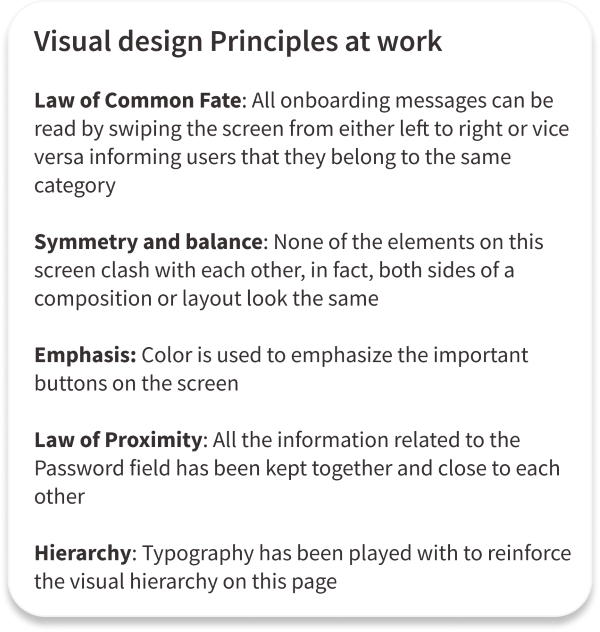 Visual design Principles at work
Law of Common Fate: All onboarding messages can be
read by swiping the screen from either left to right or vice
versa informing users that they belong to the same
category
Symmetry and balance: None of the elements on this
screen clash with each other, in fact, both sides of a
composition or layout look the same
Emphasis: Color is used to emphasize the important
buttons on the screen
Law of Proximity: All the information related to the
Password field has been kept together and close to each
other
Hierarchy: Typography has been played with to reinforce
the visual hierarchy on this page